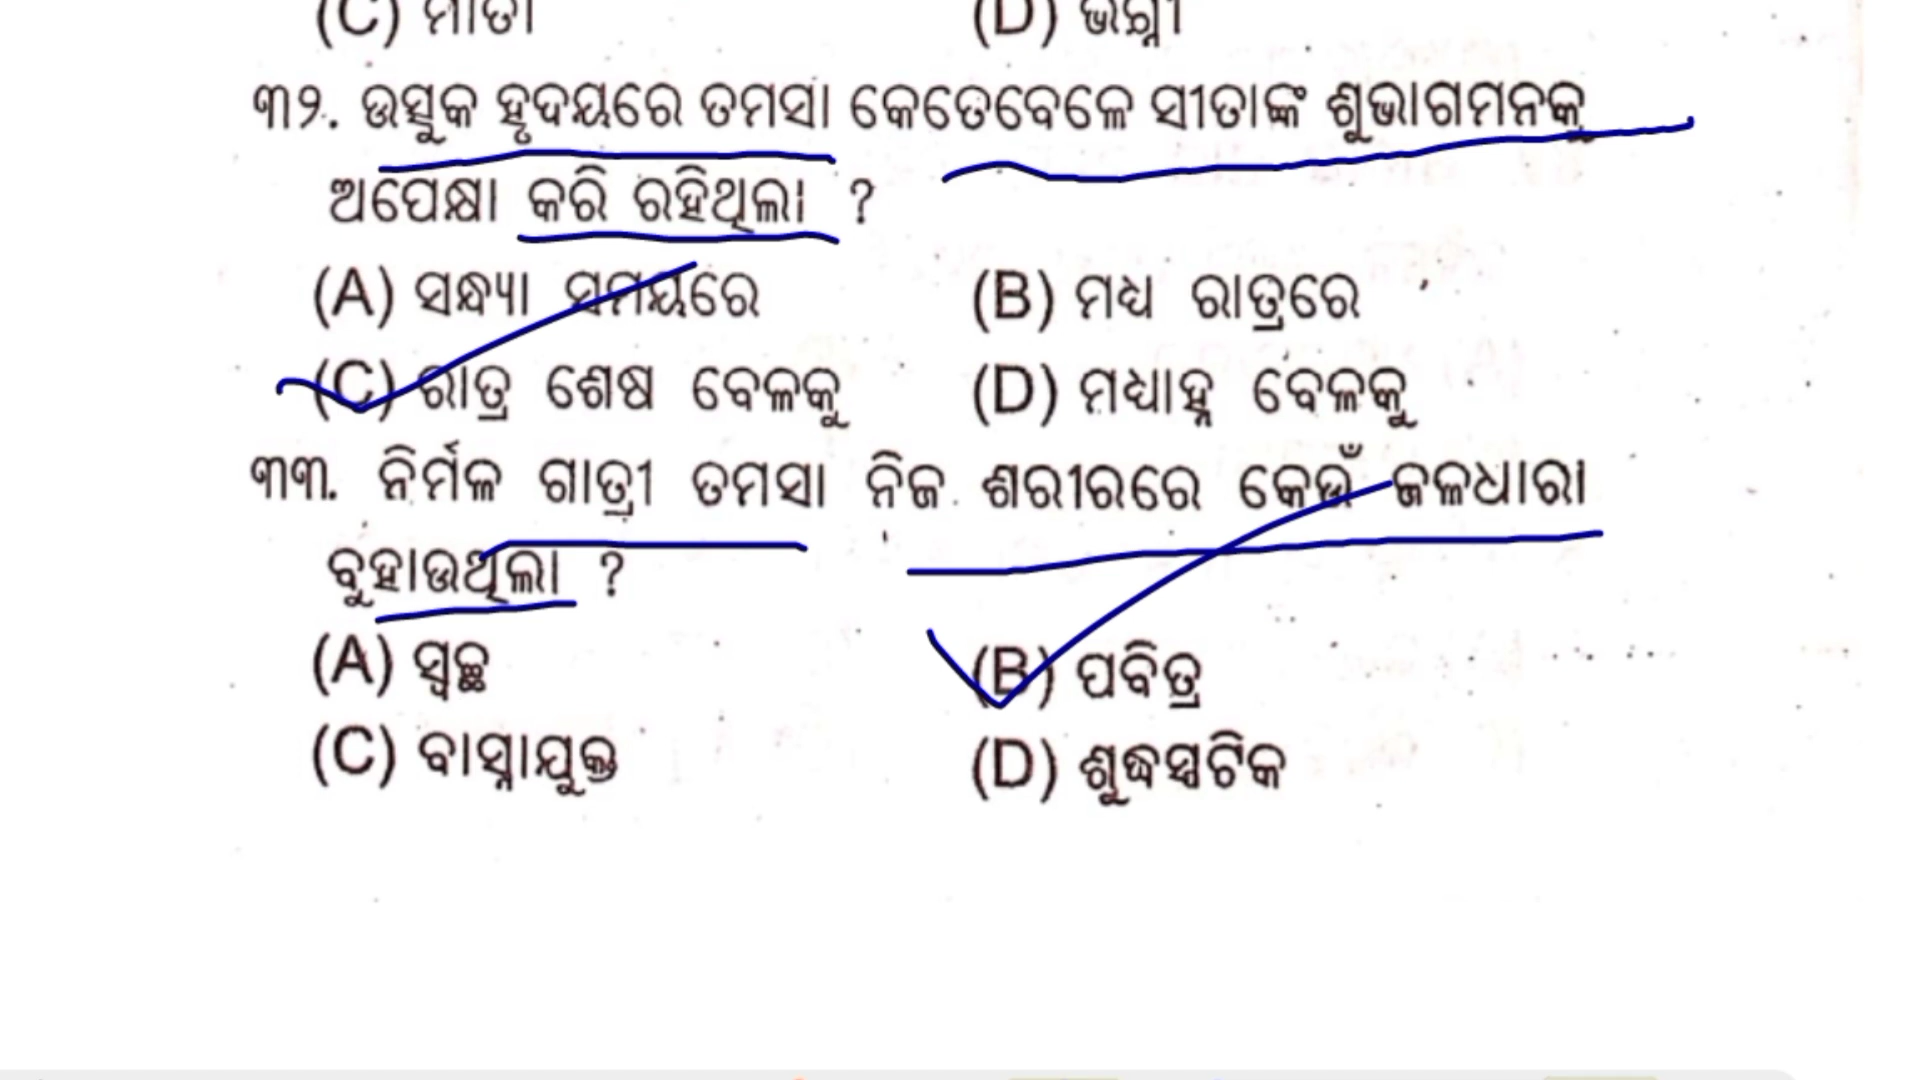 (C) ମାତା (D) ଭଗ୍ନୀ
୩୨. ଉତ୍ସୁକ ହୃଦୟରେ ତମସା କେତେବେଳେ ସୀତାଙ୍କ ଶୁଭାଗମନକୁ
ଅପେକ୍ଷା କରି ରହିଥିଲା ?
(A) ସନ୍ଧ୍ୟା ସମୟରେ (B) ମଧ୍ୟ ରାତ୍ରରେ
(C) ରାତ୍ର ଶେଷ ବେଳକୁ (D) ମଧ୍ୟାହ୍ନ ବେଳକୁ
୩୩. ନିର୍ମଳ ଗାତ୍ରୀ ତମସା ନିଜ ଶରୀରରେ କେଉଁ ଜଳଧାରା
ବୁହାଉଥିଲା ?
(A) ସ୍ୱଚ୍ଛ (B) ପବିତ୍ର
(C) ବାସ୍ନାଯୁକ୍ତ (D) ଶୁଦ୍ଧସ୍ପଟିକ